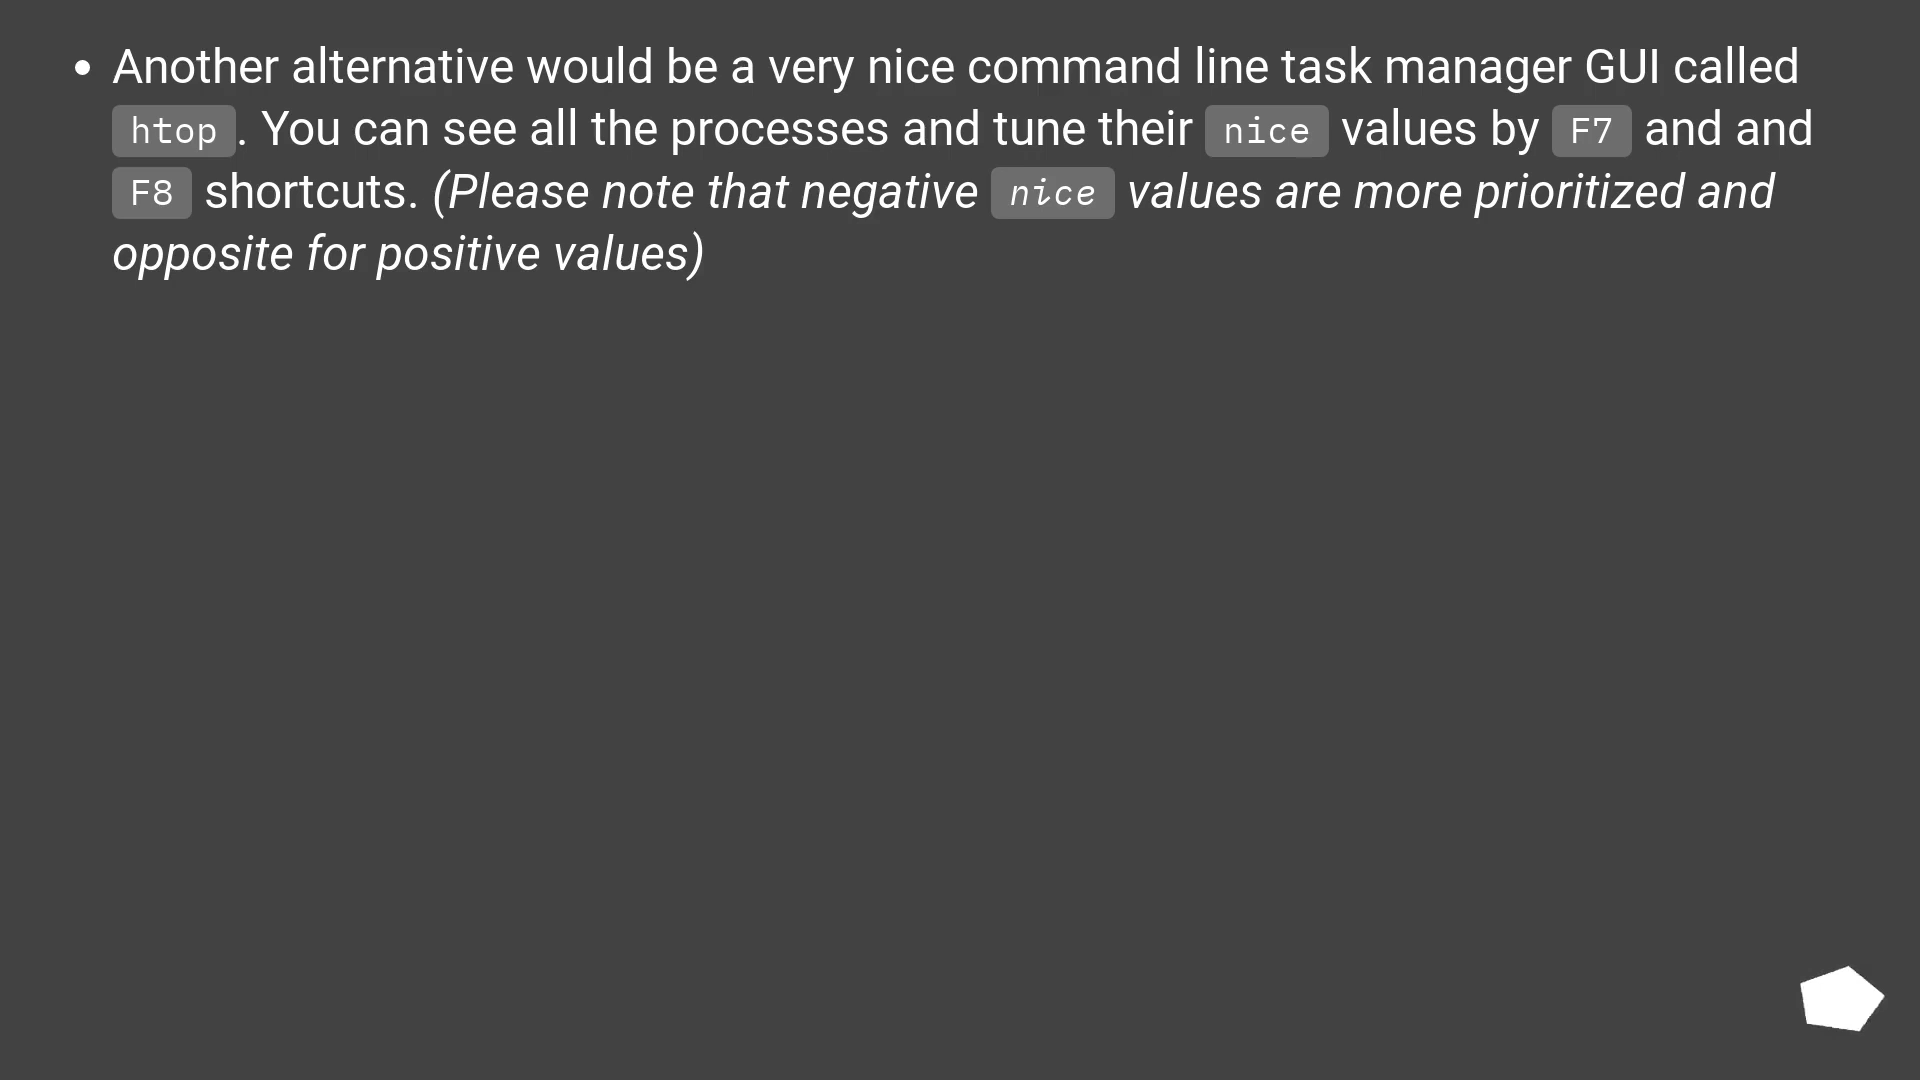 • Another alternative would be a very nice command line task manager GUI called
htop. You can see all the processes and tune their nice values by F7 and and
F8 shortcuts. (Please note that negative nice values are more prioritized and
opposite for positive values)